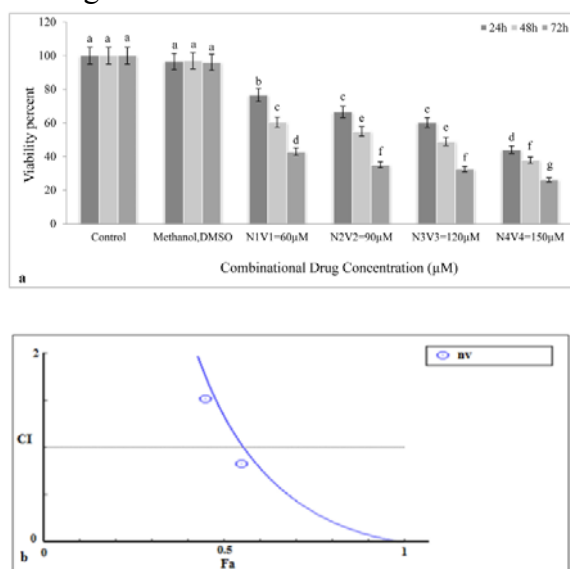 120
100
80
60
40
20
0
Viability percent
24h 48h 72h
a a a a a a b c d c e f c e f d f g
Control Methanol,DMSO N1V1=60µM N2V2=90µM N3V3=120µM N4V4=150µM
Combinational Drug Concentration (µM)
a
2
nv
CI
0
0 0.5 1
b Fa